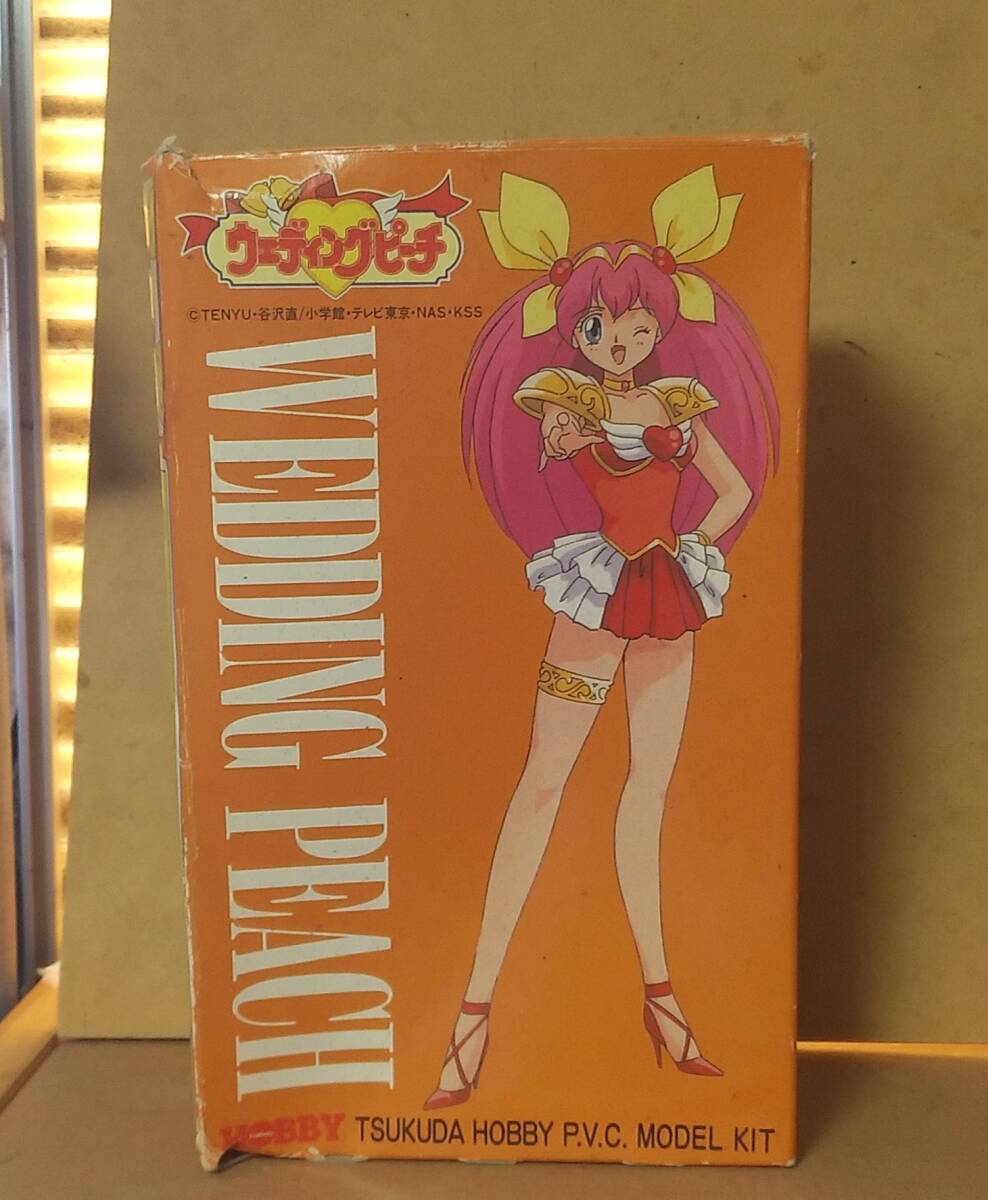 ウェディングピーチ
©TENYU・谷沢直/小学館・テレビ東京・NAS・KSS
WEDDING PEACH
HOBBY TSUKUDA HOBBY P.V.C. MODEL KIT